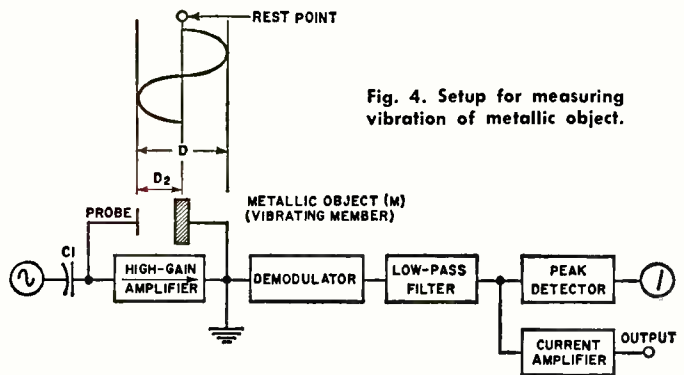 REST POINT
Fig. 4. Setup for measuring
vibration of metallic object.
D
D2
PROBE
METALLIC OBJECT (M)
(VIBRATING MEMBER)
C1
HIGH-GAIN
AMPLIFIER
DEMODULATOR
LOW-PASS
FILTER
PEAK
DETECTOR
CURRENT
AMPLIFIER
OUTPUT